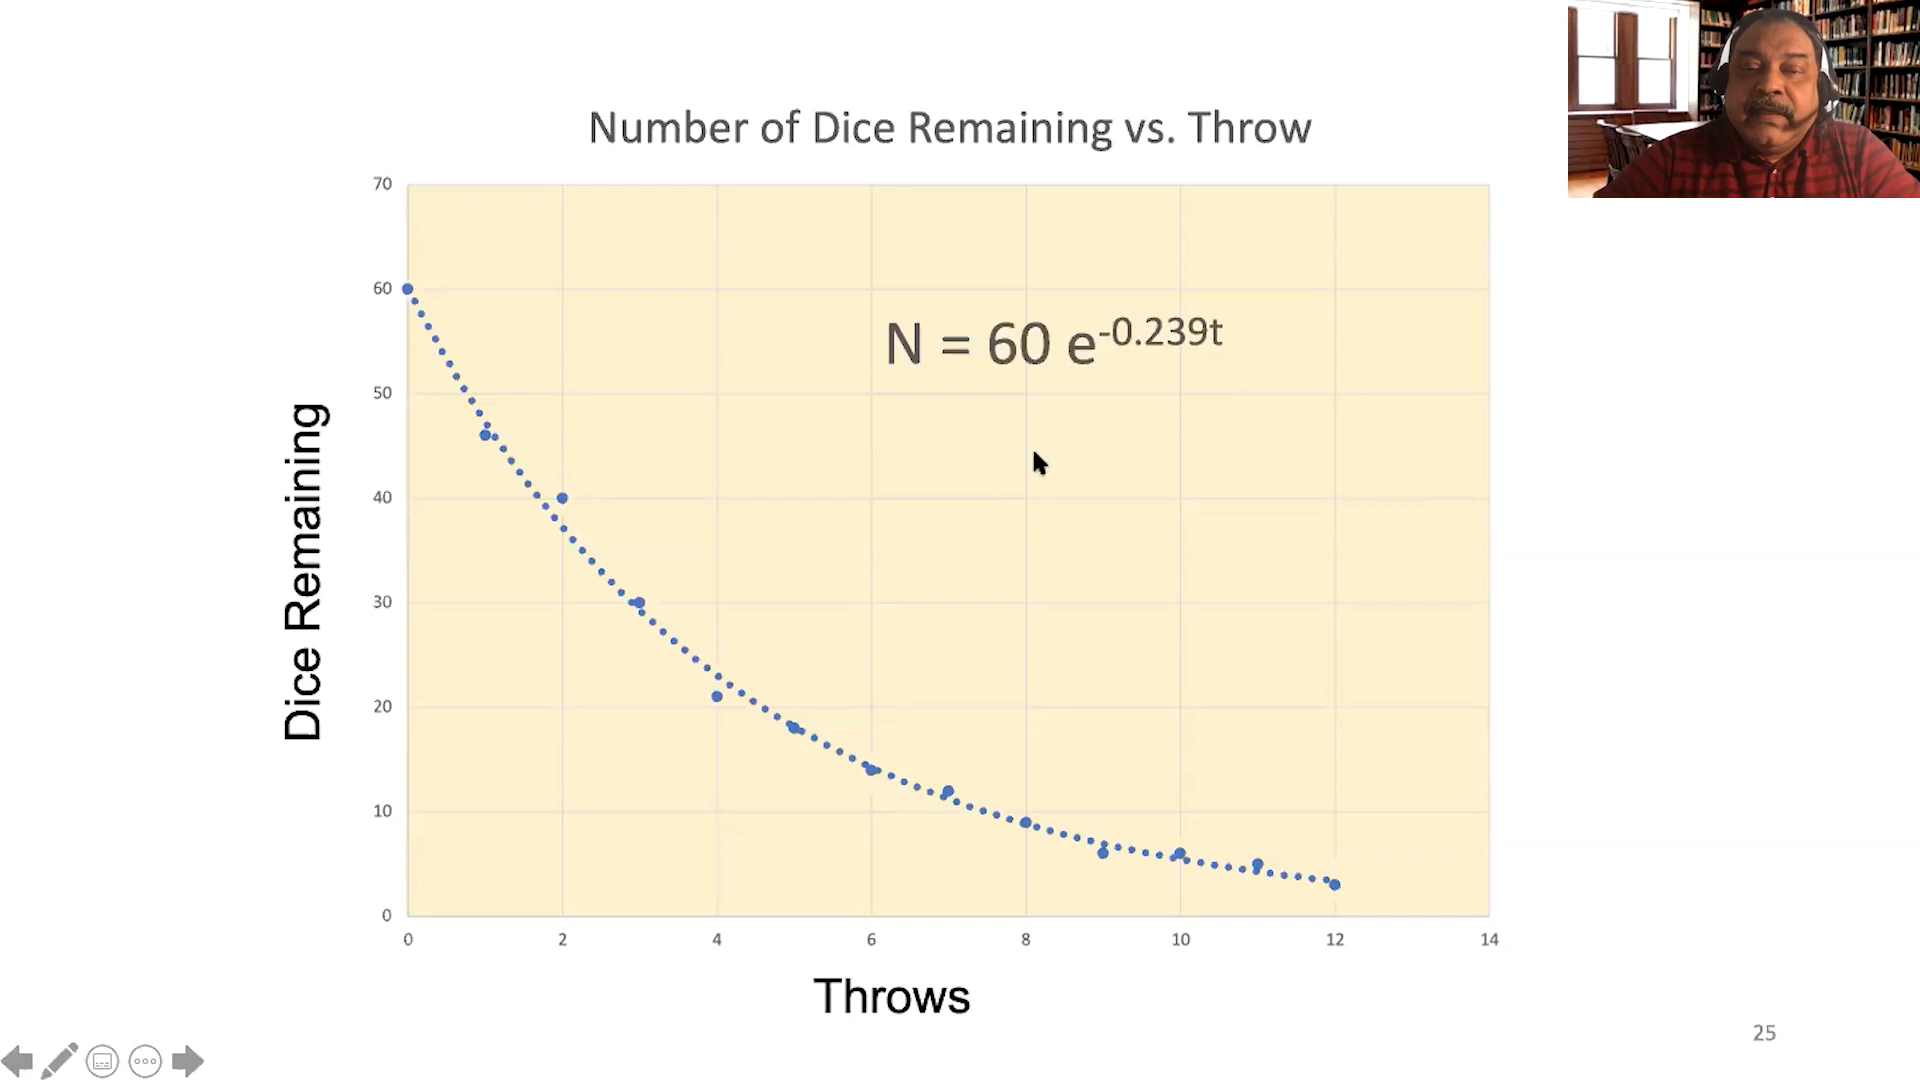 Number of Dice Remaining vs. Throw
70
60
50
40
30
20
10
0
N = 60 e-0.239t
Dice Remaining
0 2 4 6 8 10 12 14
Throws
25